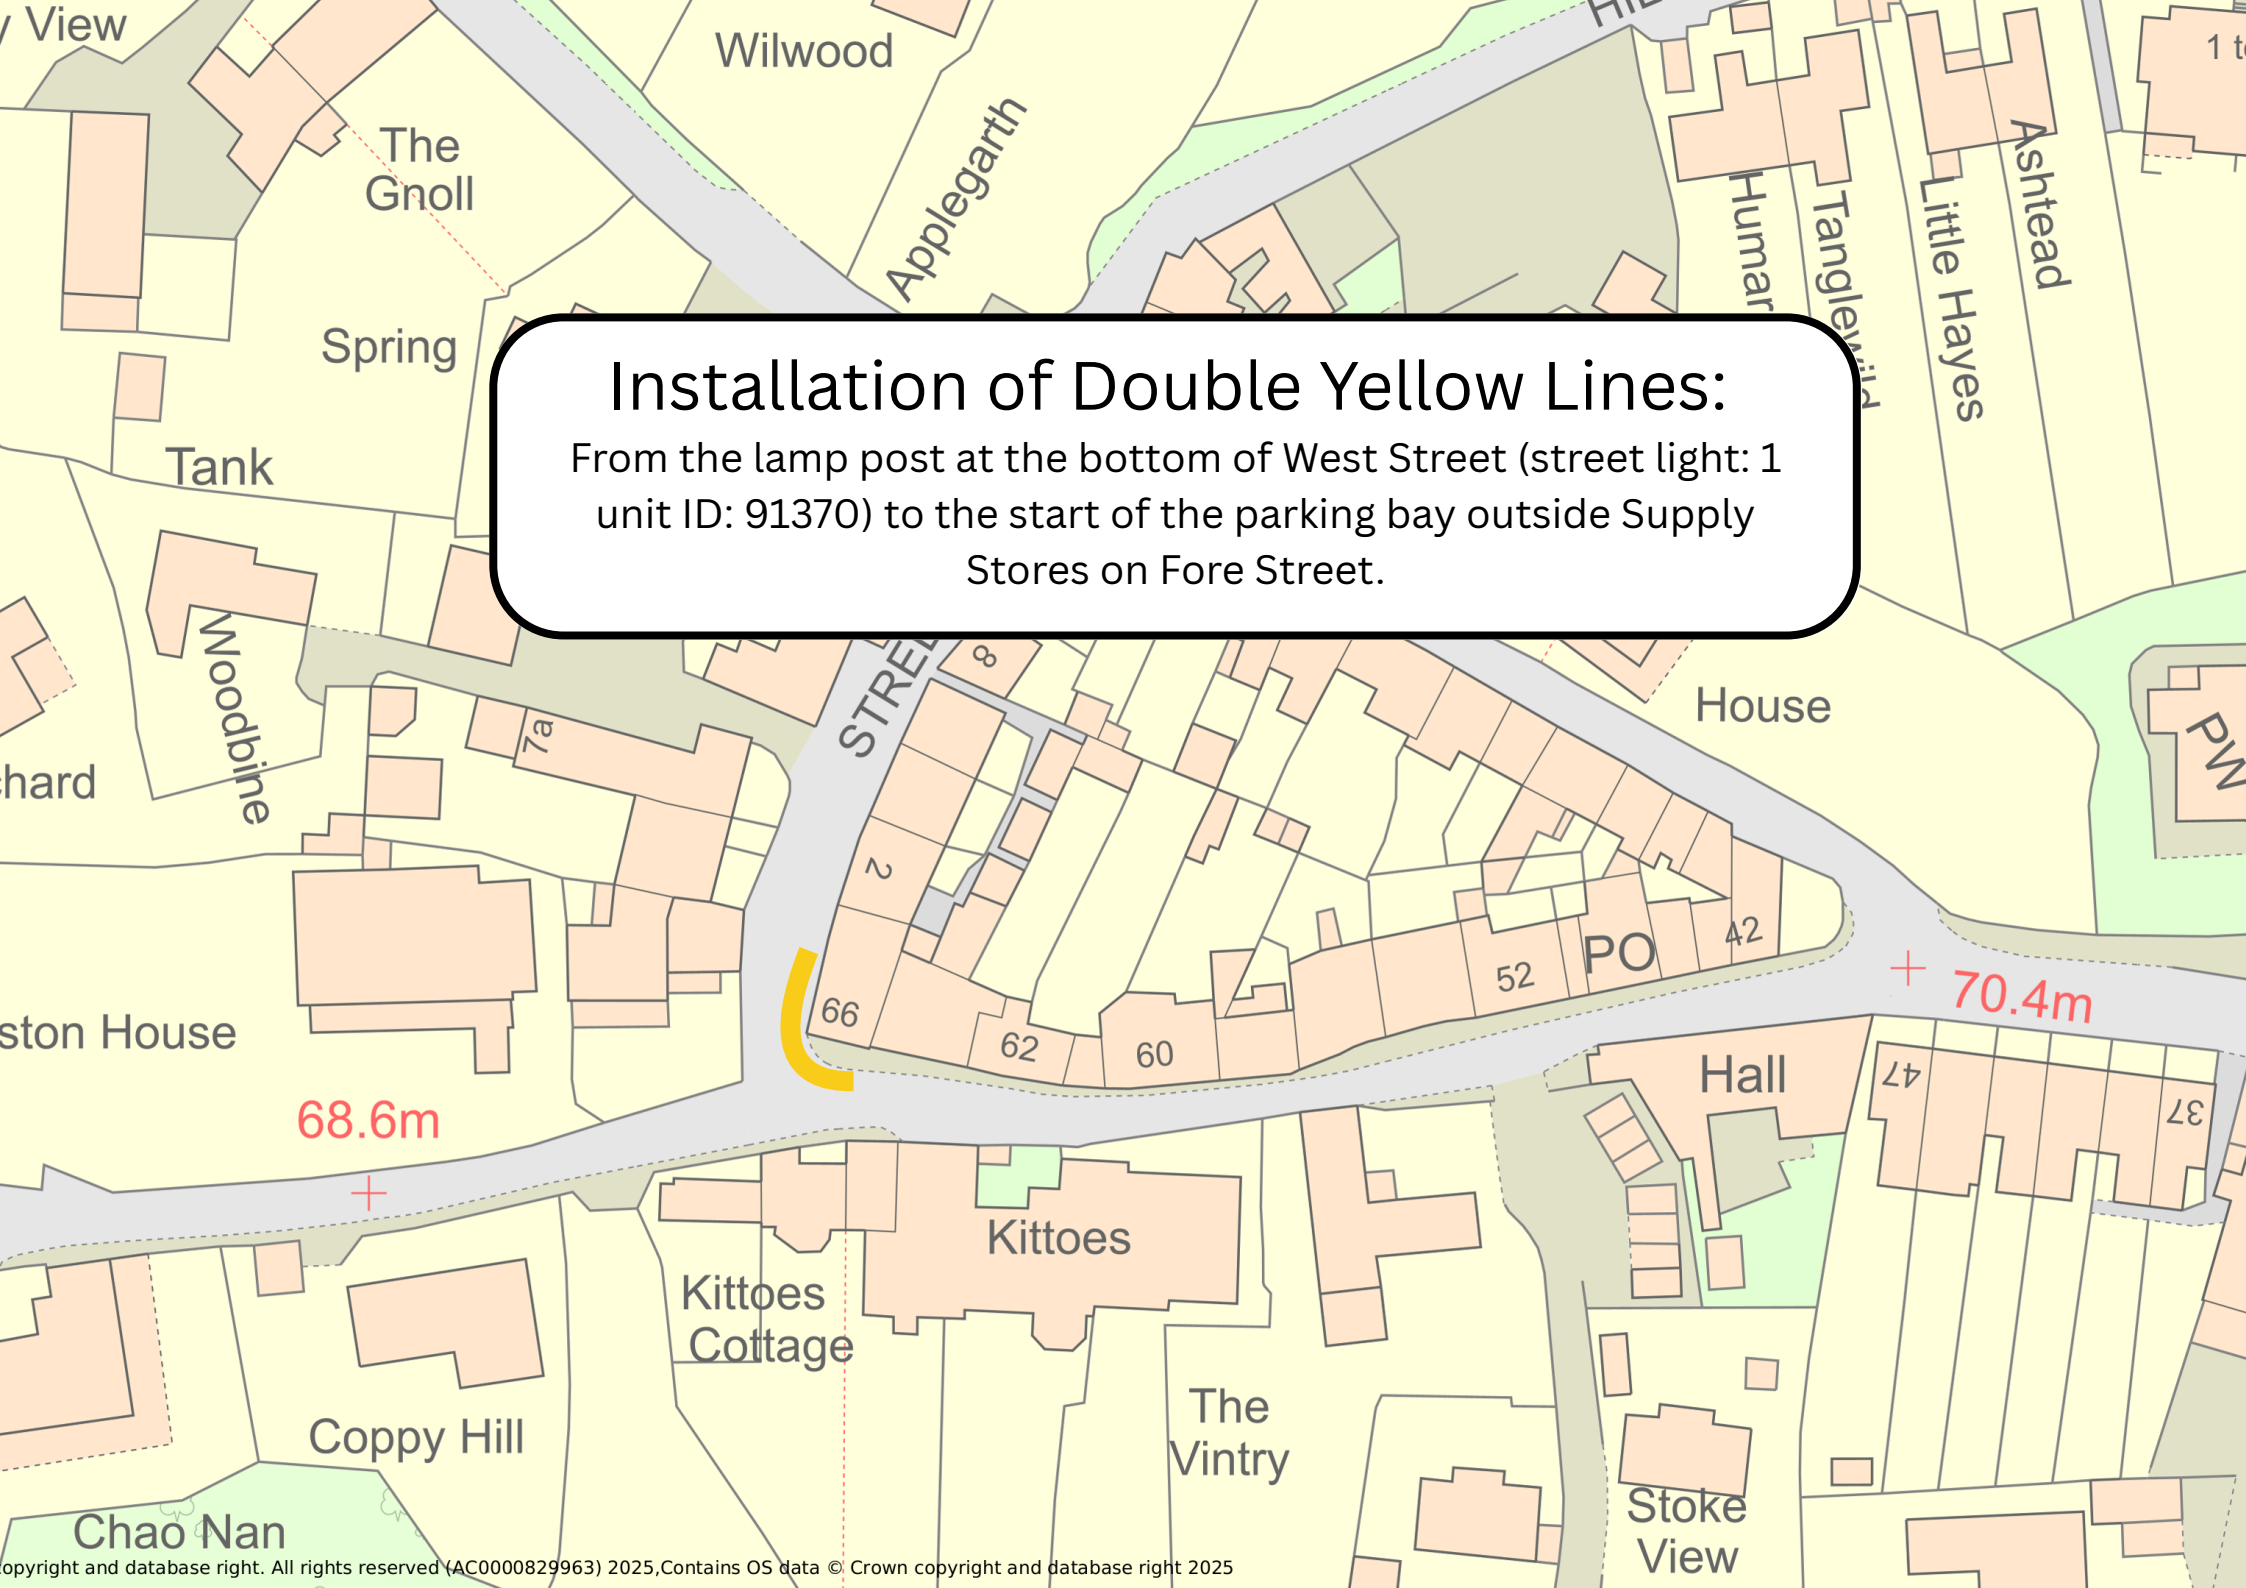 y View
Wilwood
HIL
1 to
The
Gnoll
Applegarth
Ashtead
Humar
Tanglewild
Little Hayes
Spring
Installation of Double Yellow Lines:
From the lamp post at the bottom of West Street (street light: 1
unit ID: 91370) to the start of the parking bay outside Supply
Stores on Fore Street.
Tank
Woodbine
STREE
8
House
PW
7a
chard
2
42
PO
52
70.4m
66
62
60
ston House
Hall
47
37
68.6m
Kittoes
Kittoes
Cottage
The
Vintry
Coppy Hill
Stoke
View
Chao Nan
opyright and database right. All rights reserved (AC0000829963) 2025,Contains OS data © Crown copyright and database right 2025